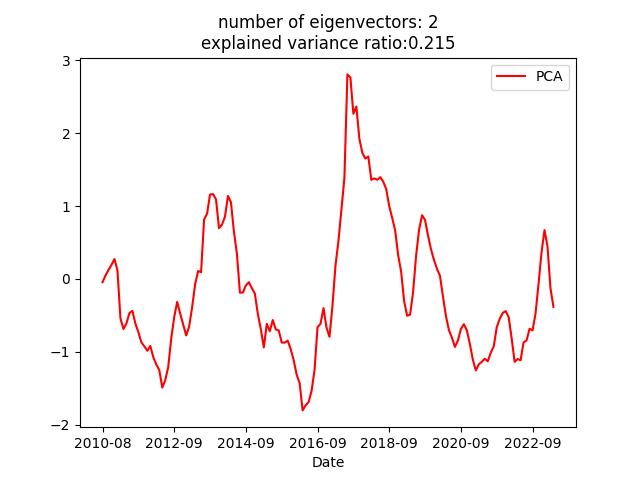 number of eigenvectors: 2
explained variance ratio:0.215
PCA
3
2
1
0
−1
−2
2010-08 2012-09 2014-09 2016-09 2018-09 2020-09 2022-09
Date